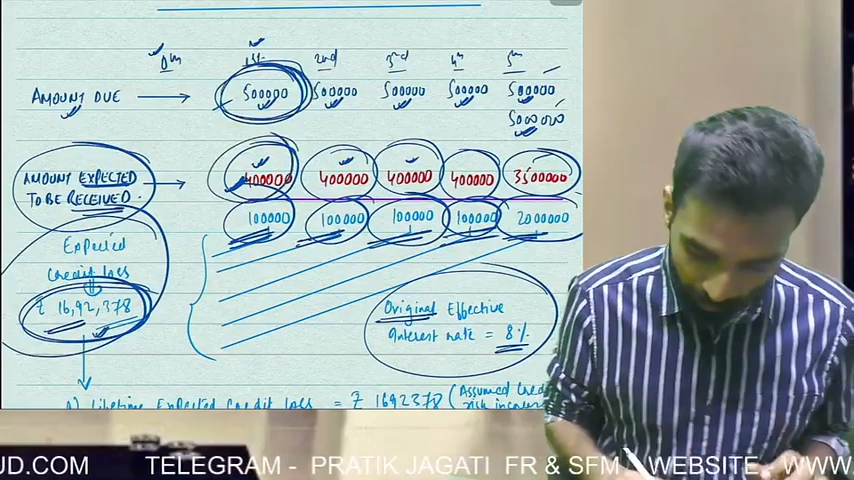 0th 1st 2nd 3rd 4th 5th
AMOUNT DUE → 500000 500000 500000 500000 500000
5000000
AMOUNT EXPECTED TO BE RECEIVED. → 400000 400000 400000 400000 3500000
100000 100000 100000 100000 2000000
Expected
credit loss
₹ 16,92,378
Original Effective
Interest rate = 8%
Lifetime Expected credit loss = ₹ 1692378 (Assumed
UD.COM TELEGRAM - PRATIK JAGATI FR & SFM WEBSITE - WWW.